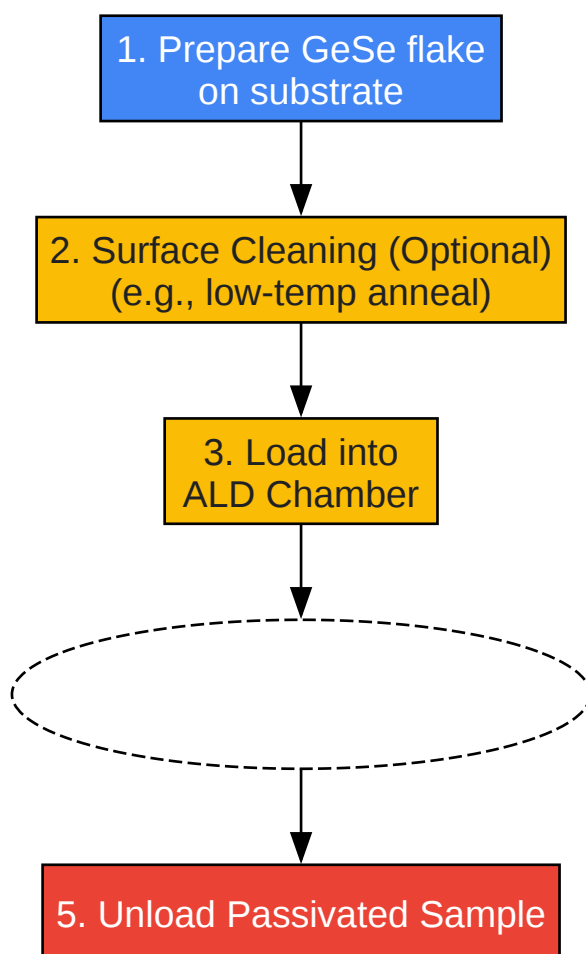 1. Prepare GeSe flake
on substrate
2. Surface Cleaning (Optional)
(e.g., low-temp anneal)
3. Load into
ALD Chamber
5. Unload Passivated Sample